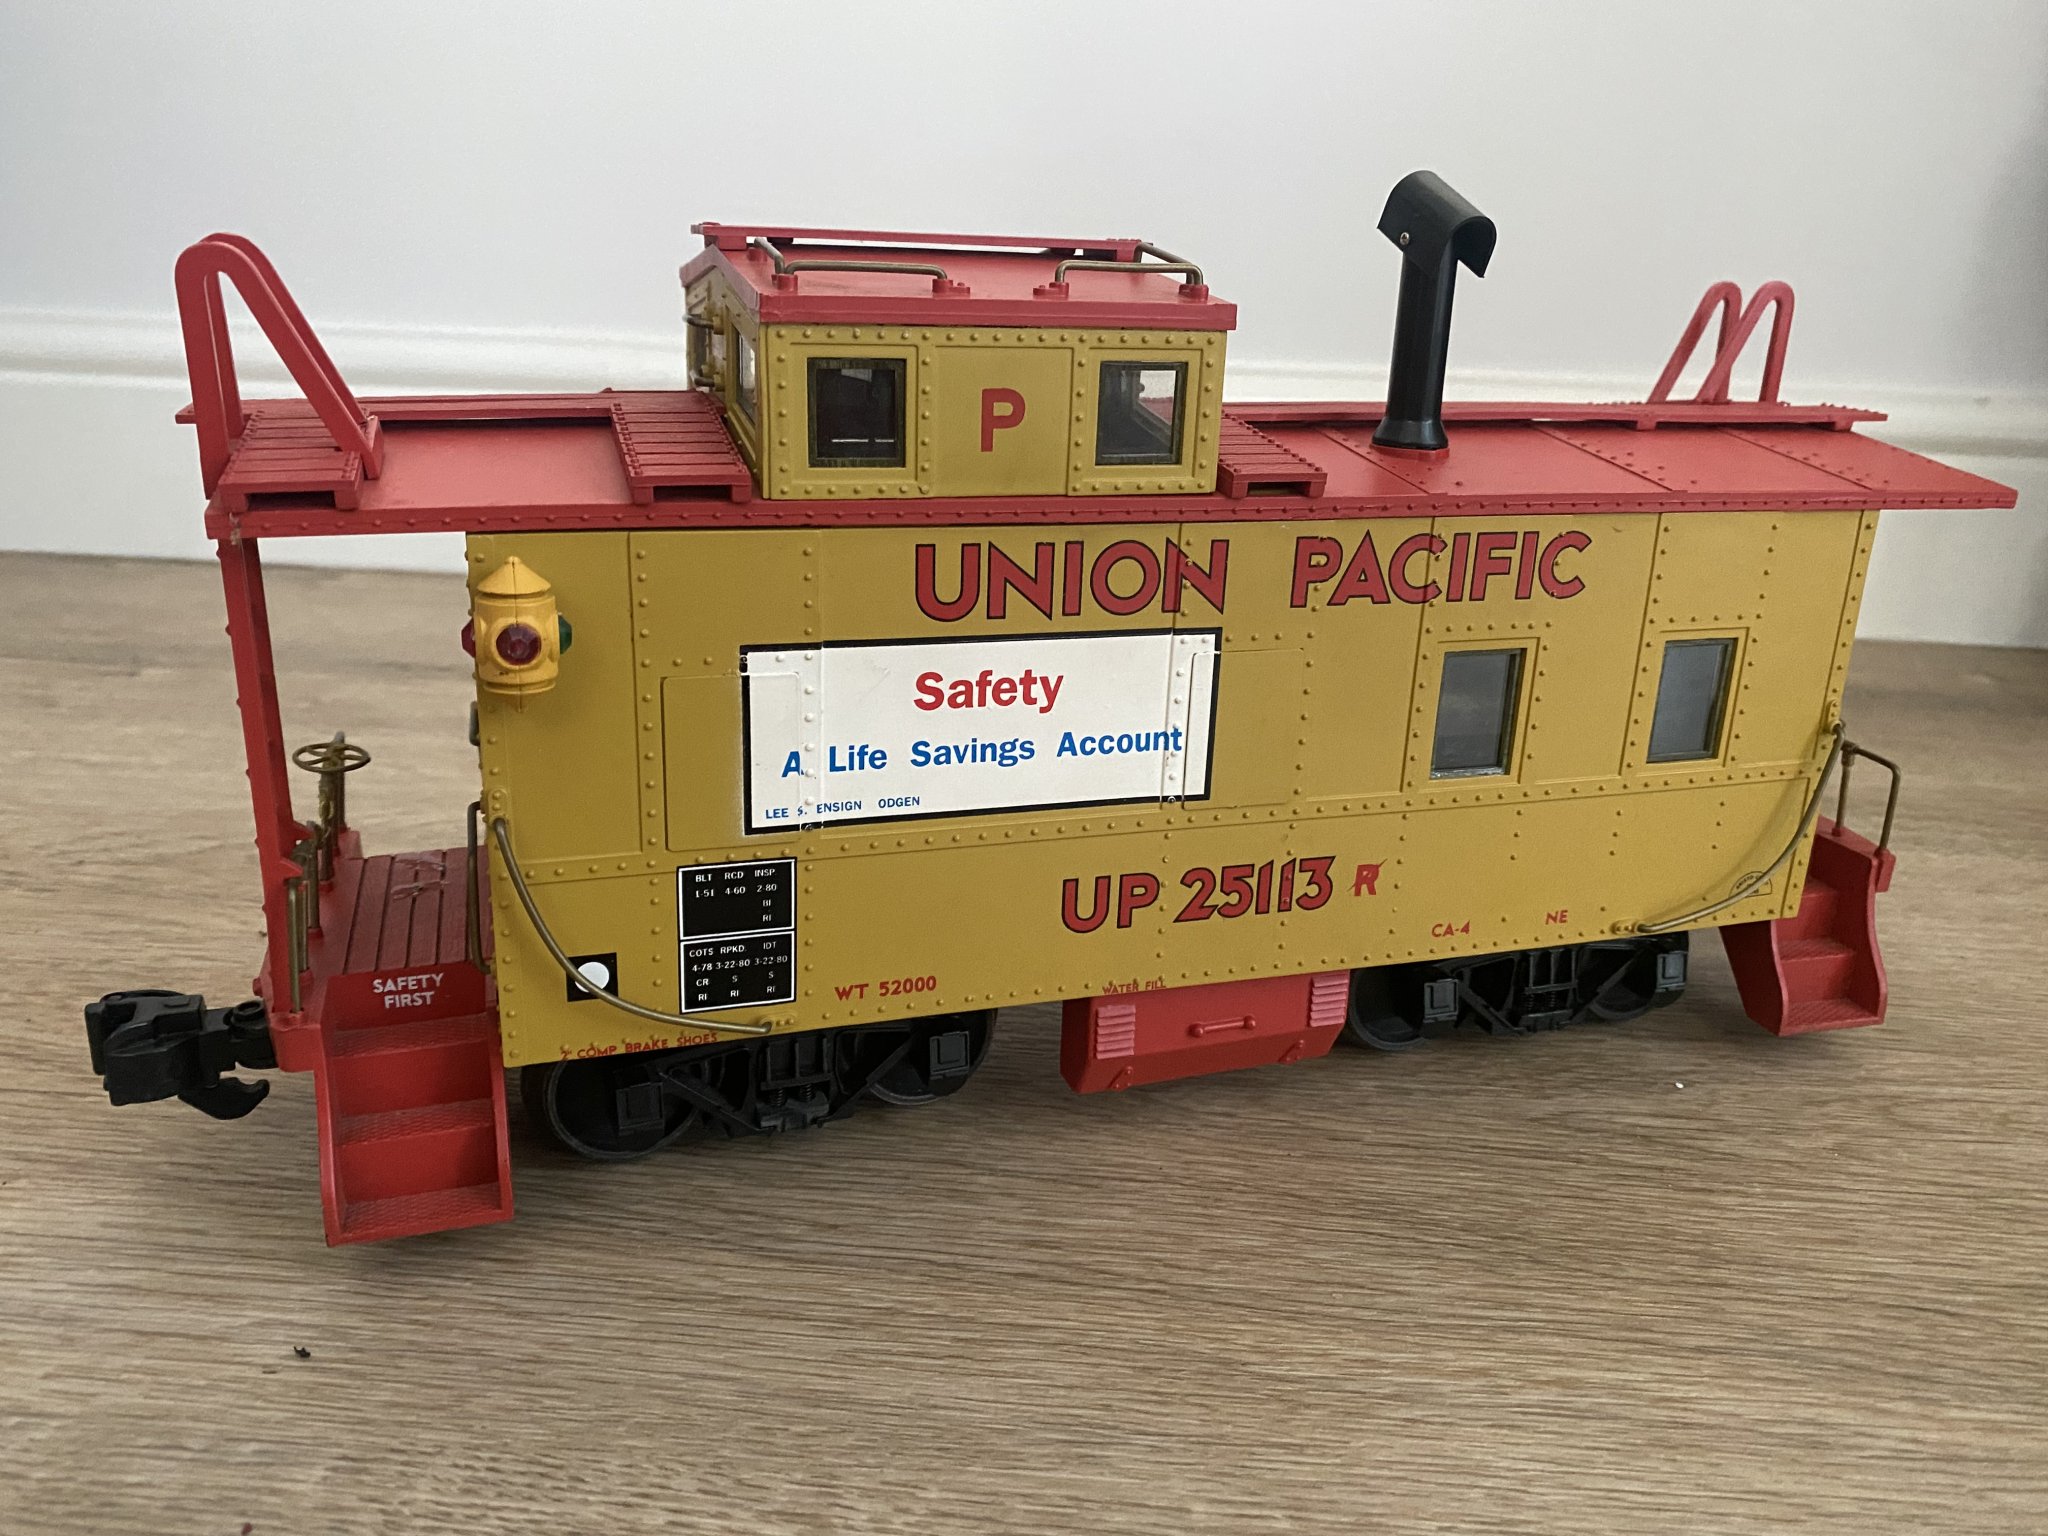 P
UNION PACIFIC
Safety
A Life Savings Account
LEE S. ENSIGN ODGEN
BLT RCD INSP
1-51 4-60 2-80
BI
RI
COTS RPKD. IDT
4-78 3-22-80 3-22-80
CR S S
RI RI RI
UP 25113 R
CA-4 NE
WT 52000
WATER FILL
2" COMP BRAKE SHOES
SAFETY
FIRST